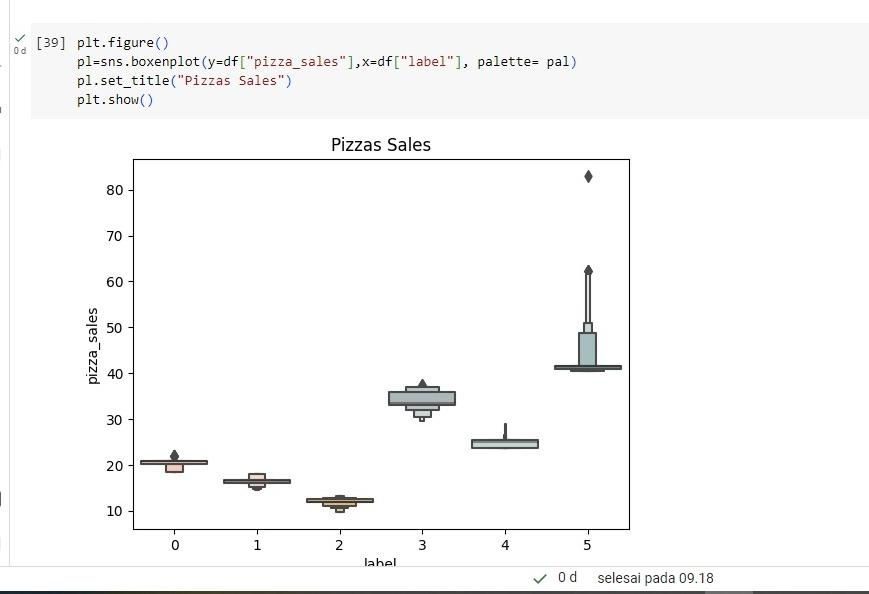 [39] plt.figure()
0 d
pl=sns.boxenplot(y=df["pizza_sales"],x=df["label"], palette= pal)
pl.set_title("Pizzas Sales")
plt.show()
Pizzas Sales
80
70
60
50
40
30
20
10
pizza_sales
0 1 2 3 4 5
label
0 d selesai pada 09.18